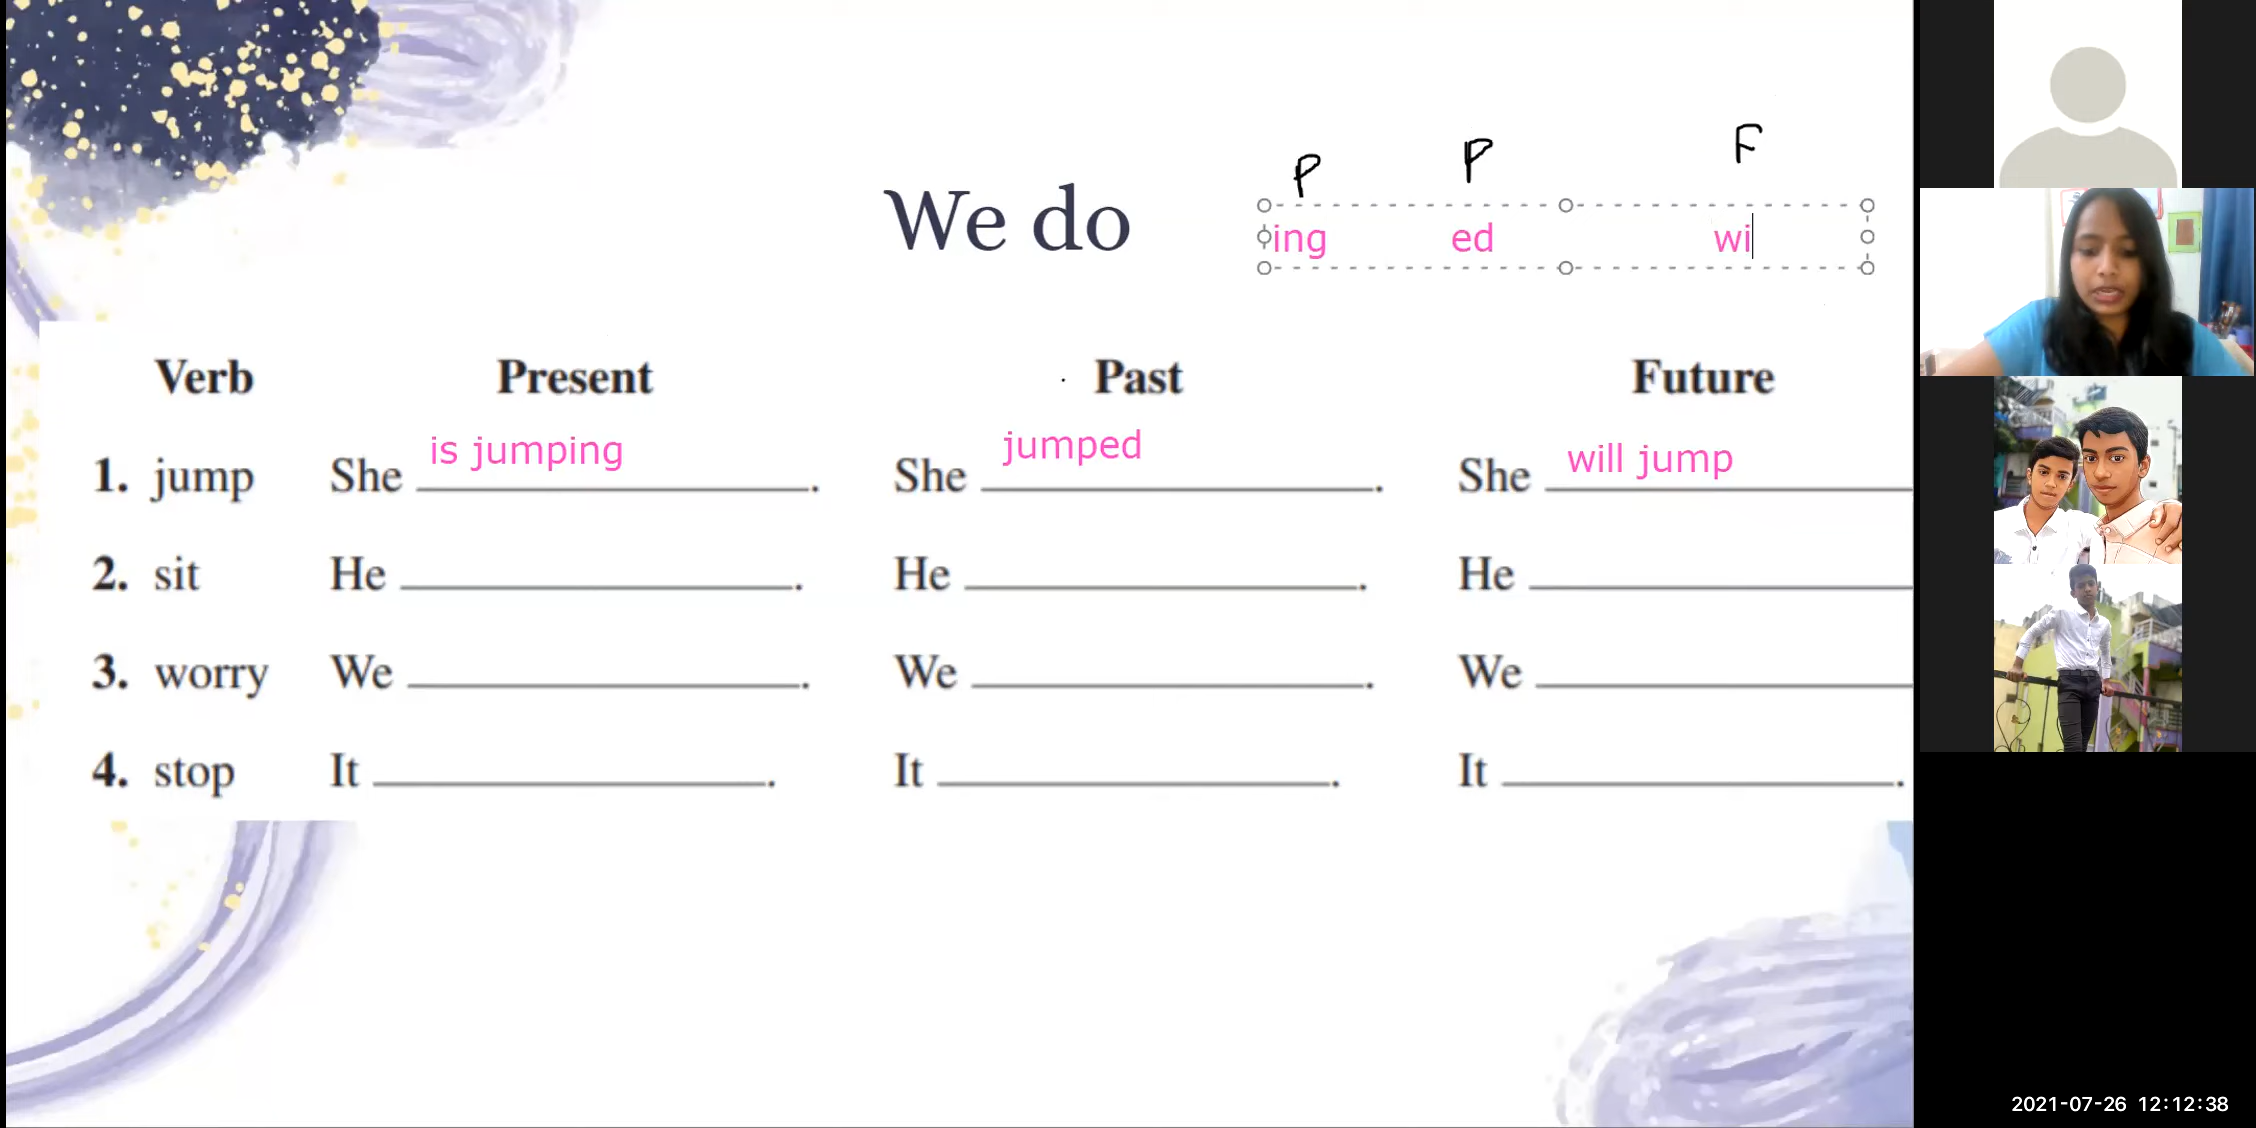 P P F
We do
ing ed wi
Verb Present Past Future
1. jump She is jumping . She jumped . She will jump
2. sit He . He . He
3. worry We . We . We
4. stop It . It . It .
2021-07-26 12:12:38